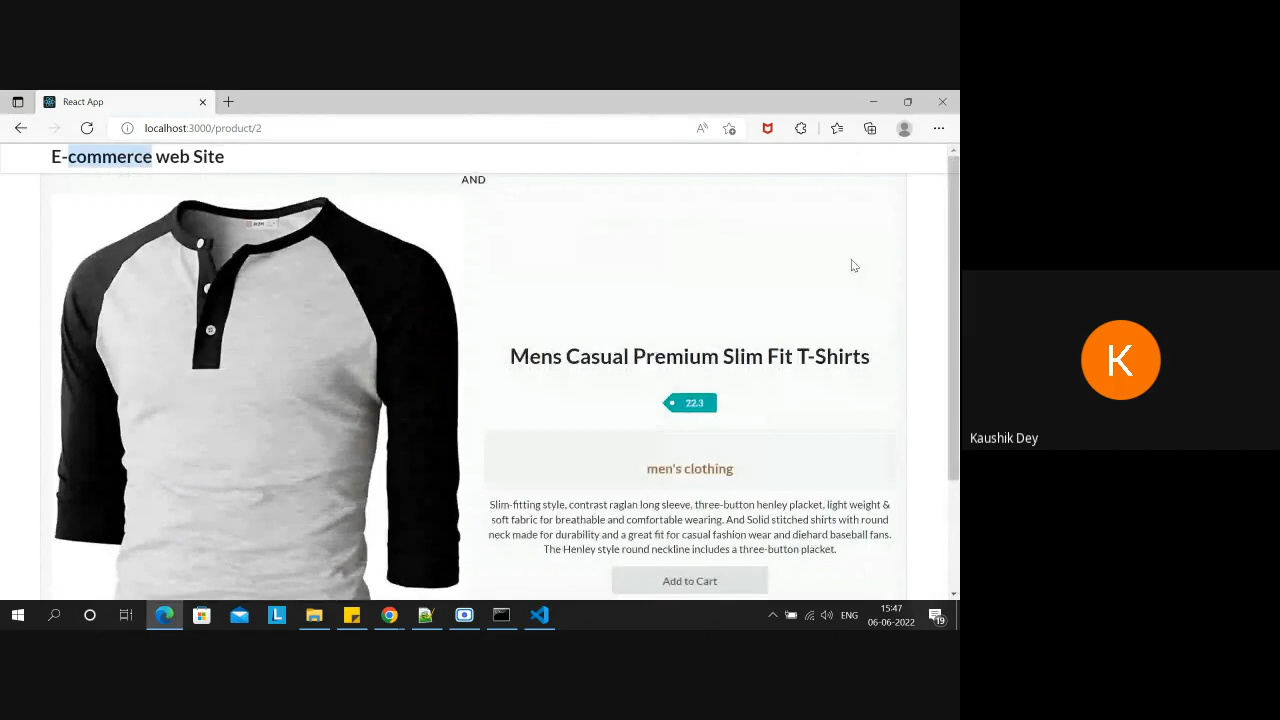 React App
localhost:3000/product/2
E-commerce web Site
AND
Mens Casual Premium Slim Fit T-Shirts
22.3
men's clothing
Slim-fitting style, contrast raglan long sleeve, three-button henley placket, light weight &
soft fabric for breathable and comfortable wearing. And Solid stitched shirts with round
neck made for durability and a great fit for casual fashion wear and diehard baseball fans.
The Henley style round neckline includes a three-button placket.
Add to Cart
K
Kaushik Dey
L
ENG
15:47
06-06-2022
19